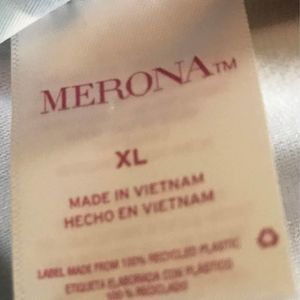 MERONA™
XL
MADE IN VIETNAM
HECHO EN VIETNAM
LABEL MADE FROM 100% RECYCLED PLASTIC
ETIQUETA ELABORADA CON PLÁSTICO
100% RECICLADO